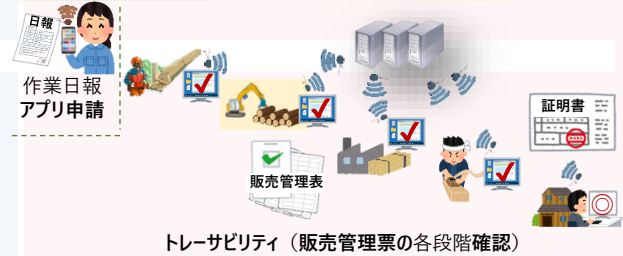 日報
作業日報
アプリ申請
販売管理表
証明書
トレーサビリティ（販売管理票の各段階確認）